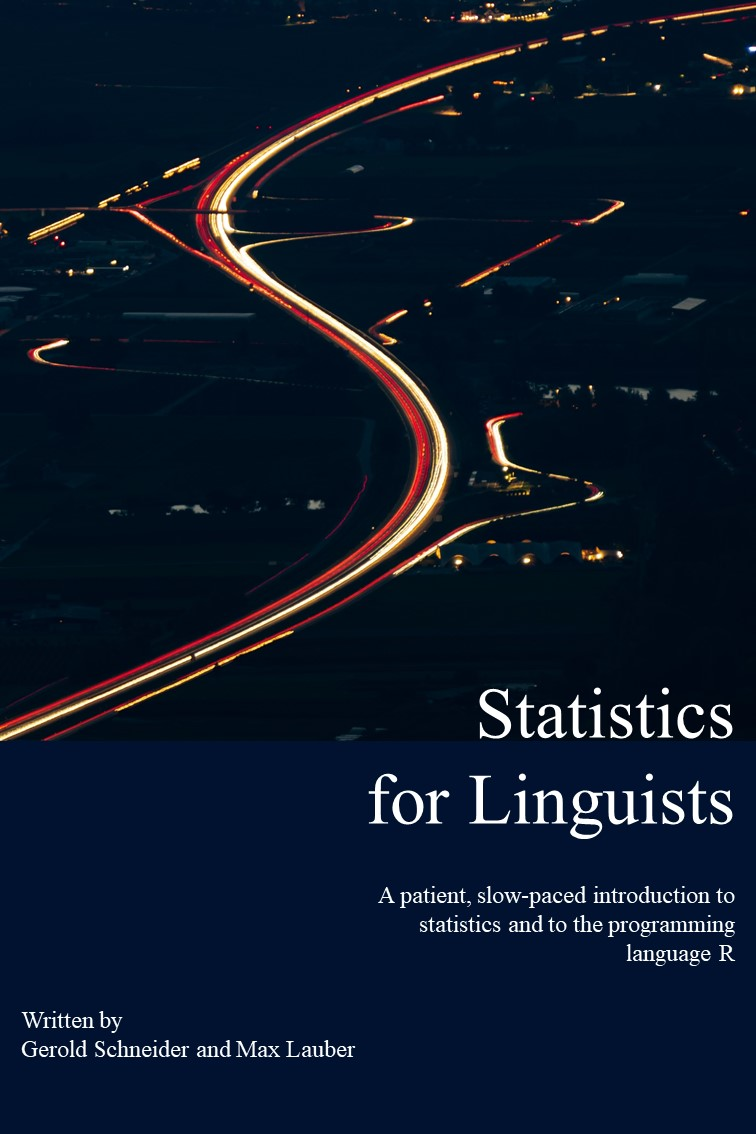 Statistics
for Linguists
A patient, slow-paced introduction to
statistics and to the programming
language R
Written by
Gerold Schneider and Max Lauber